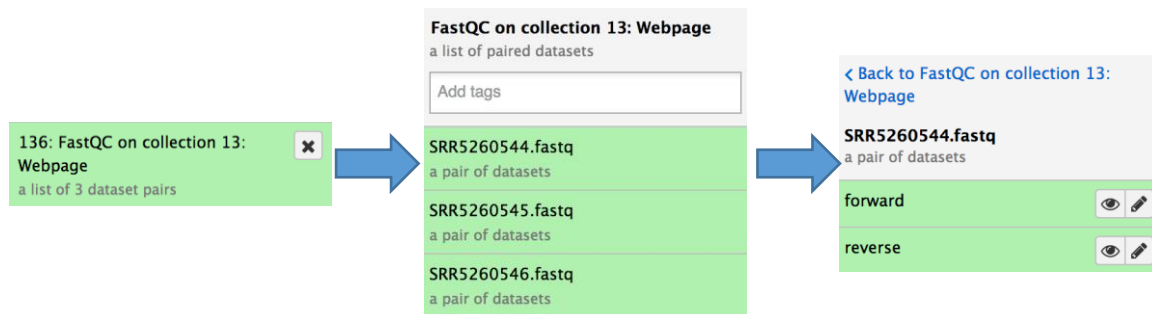 136: FastQC on collection 13:
Webpage
a list of 3 dataset pairs
FastQC on collection 13: Webpage
a list of paired datasets
Add tags
SRR5260544.fastq
a pair of datasets
SRR5260545.fastq
a pair of datasets
SRR5260546.fastq
a pair of datasets
< Back to FastQC on collection 13:
Webpage
SRR5260544.fastq
a pair of datasets
forward
reverse